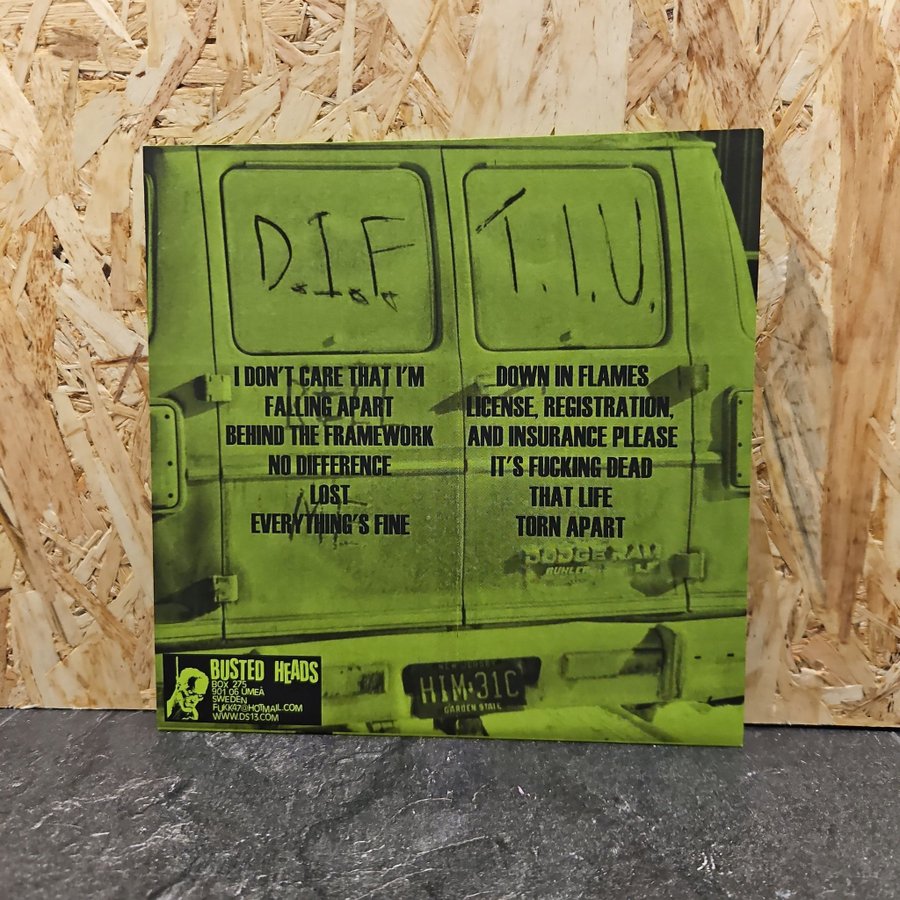 D.I.F.
T.I.U.
I DON'T CARE THAT I'M
FALLING APART
BEHIND THE FRAMEWORK
NO DIFFERENCE
LOST
EVERYTHING'S FINE
DOWN IN FLAMES
LICENSE, REGISTRATION,
AND INSURANCE PLEASE
IT'S FUCKING DEAD
THAT LIFE
TORN APART
DODGE RAM
BUHLER
BUSTED HEADS
BOX 275
901 06 UMEÅ
SWEDEN
FUKK47@HOTMAIL.COM
WWW.DS13.COM
NEW JERSEY
HIM·31C
GARDEN STATE